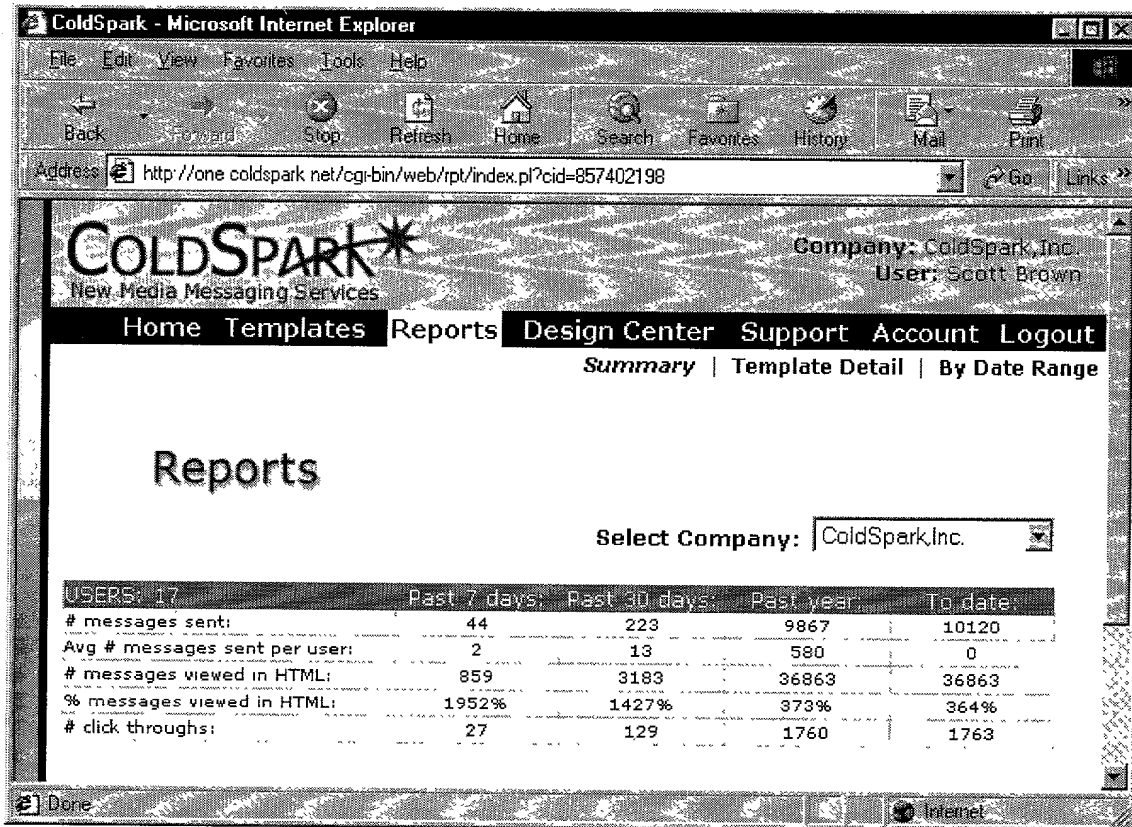 ColdSpark - Microsoft Internet Explorer
File Edit View Favorites Tools Help
Back Forward Stop Refresh Home Search Favorites History Mail Print »
Address http://one coldspark net/cgi-bin/web/rpt/index.pl?cid=857402198 Go Links »
COLDSPARK
New Media Messaging Services
Company: ColdSpark,Inc.
User: Scott Brown
Home Templates Reports Design Center Support Account Logout
Summary | Template Detail | By Date Range
Reports
Select Company: ColdSpark,Inc.
USERS: 17 Past 7 days: Past 30 days: Past year: To date:
# messages sent: 44 223 9867 10120
Avg # messages sent per user: 2 13 580 0
# messages viewed in HTML: 859 3183 36863 36863
% messages viewed in HTML: 1952% 1427% 373% 364%
# click throughs: 27 129 1760 1763
Done Internet